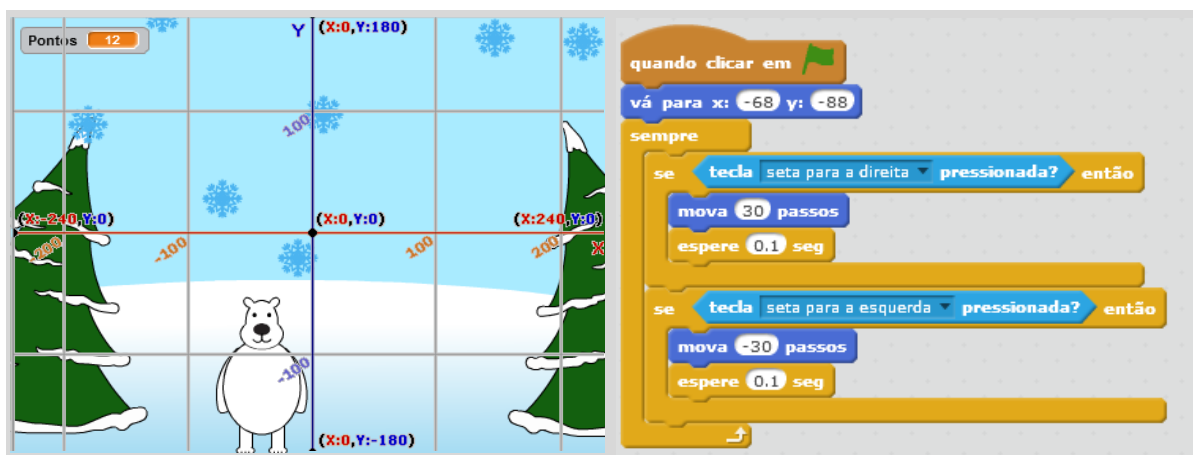 Pontos 12
Y (X:0,Y:180)
100
(X:-240,Y:0) (X:0,Y:0) (X:240,Y:0)
-200 -100 100 200 X
-100
(X:0,Y:-180)
quando clicar em
vá para x: -68 y: -88
sempre
se tecla seta para a direita pressionada? então
mova 30 passos
espere 0.1 seg
se tecla seta para a esquerda pressionada? então
mova -30 passos
espere 0.1 seg